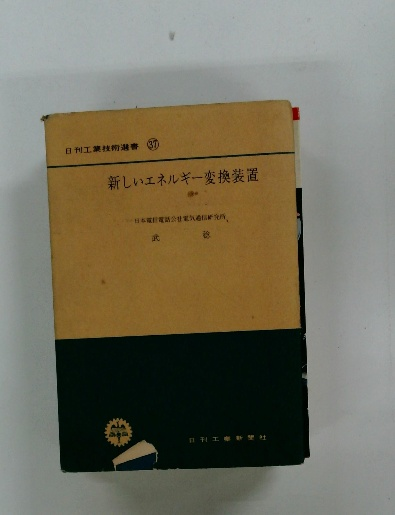 日刊工業技術選書 37
新しいエネルギー変換装置
日本電信電話公社電気通信研究所
武
日刊工業新聞社